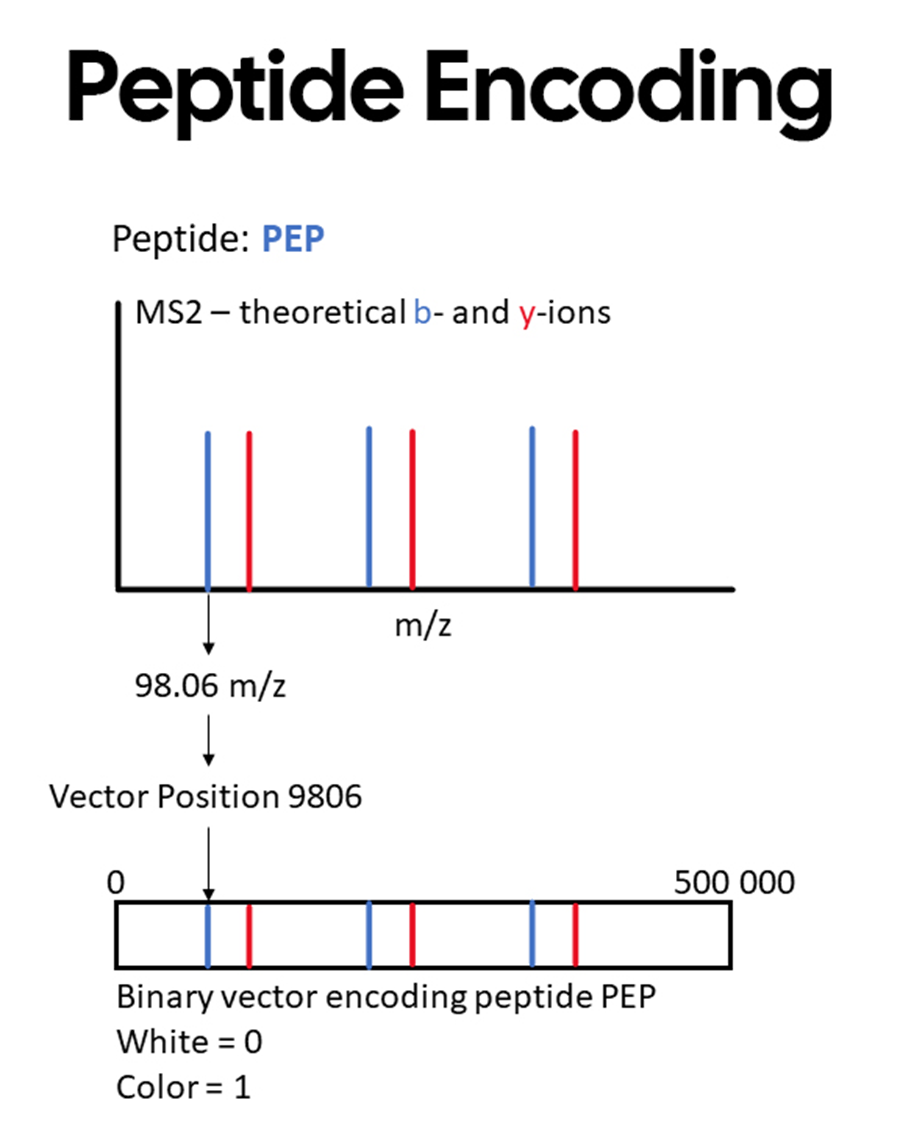 Peptide Encoding
Peptide: PEP
MS2 – theoretical b- and y-ions
m/z
98.06 m/z
Vector Position 9806
0 500 000
Binary vector encoding peptide PEP
White = 0
Color = 1